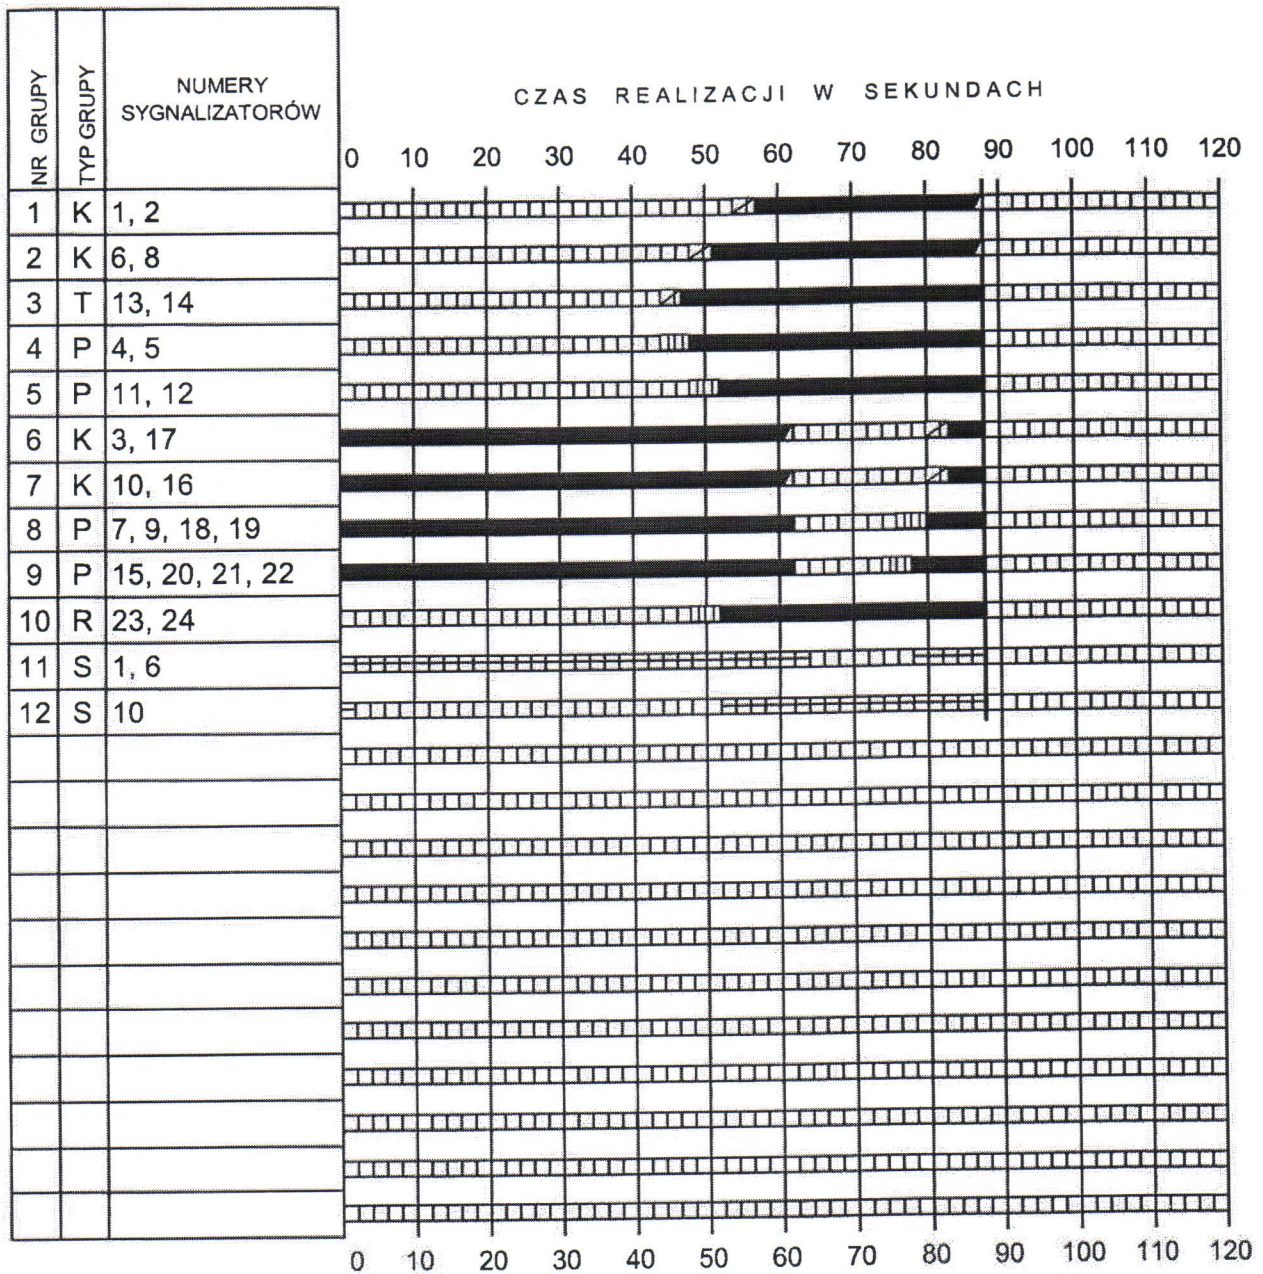 NR GRUPY
TYP GRUPY
NUMERY
SYGNALIZATORÓW
CZAS REALIZACJI W SEKUNDACH
0 10 20 30 40 50 60 70 80 90 100 110 120
1 K 1, 2
2 K 6, 8
3 T 13, 14
4 P 4, 5
5 P 11, 12
6 K 3, 17
7 K 10, 16
8 P 7, 9, 18, 19
9 P 15, 20, 21, 22
10 R 23, 24
11 S 1, 6
12 S 10
0 10 20 30 40 50 60 70 80 90 100 110 120